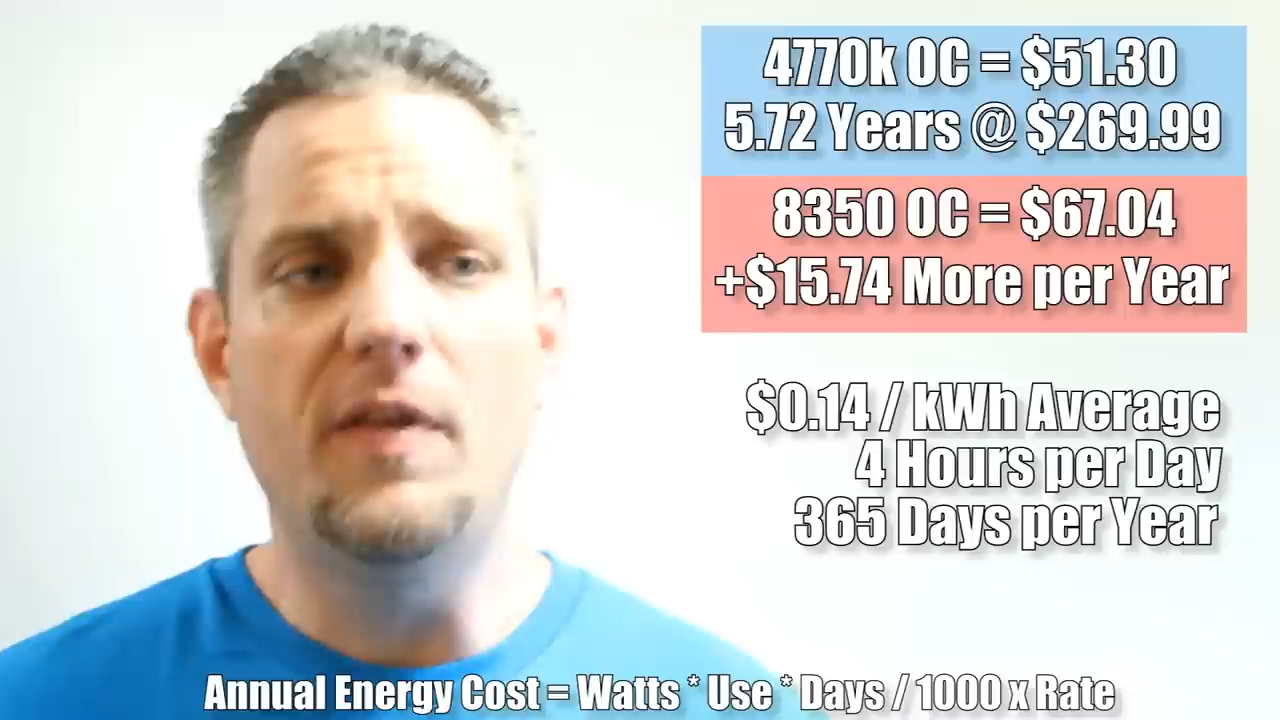 4770k OC = $51.30
5.72 Years @ $269.99
8350 OC = $67.04
+$15.74 More per Year
$0.14 / kWh Average
4 Hours per Day
365 Days per Year
Annual Energy Cost = Watts * Use * Days / 1000 x Rate